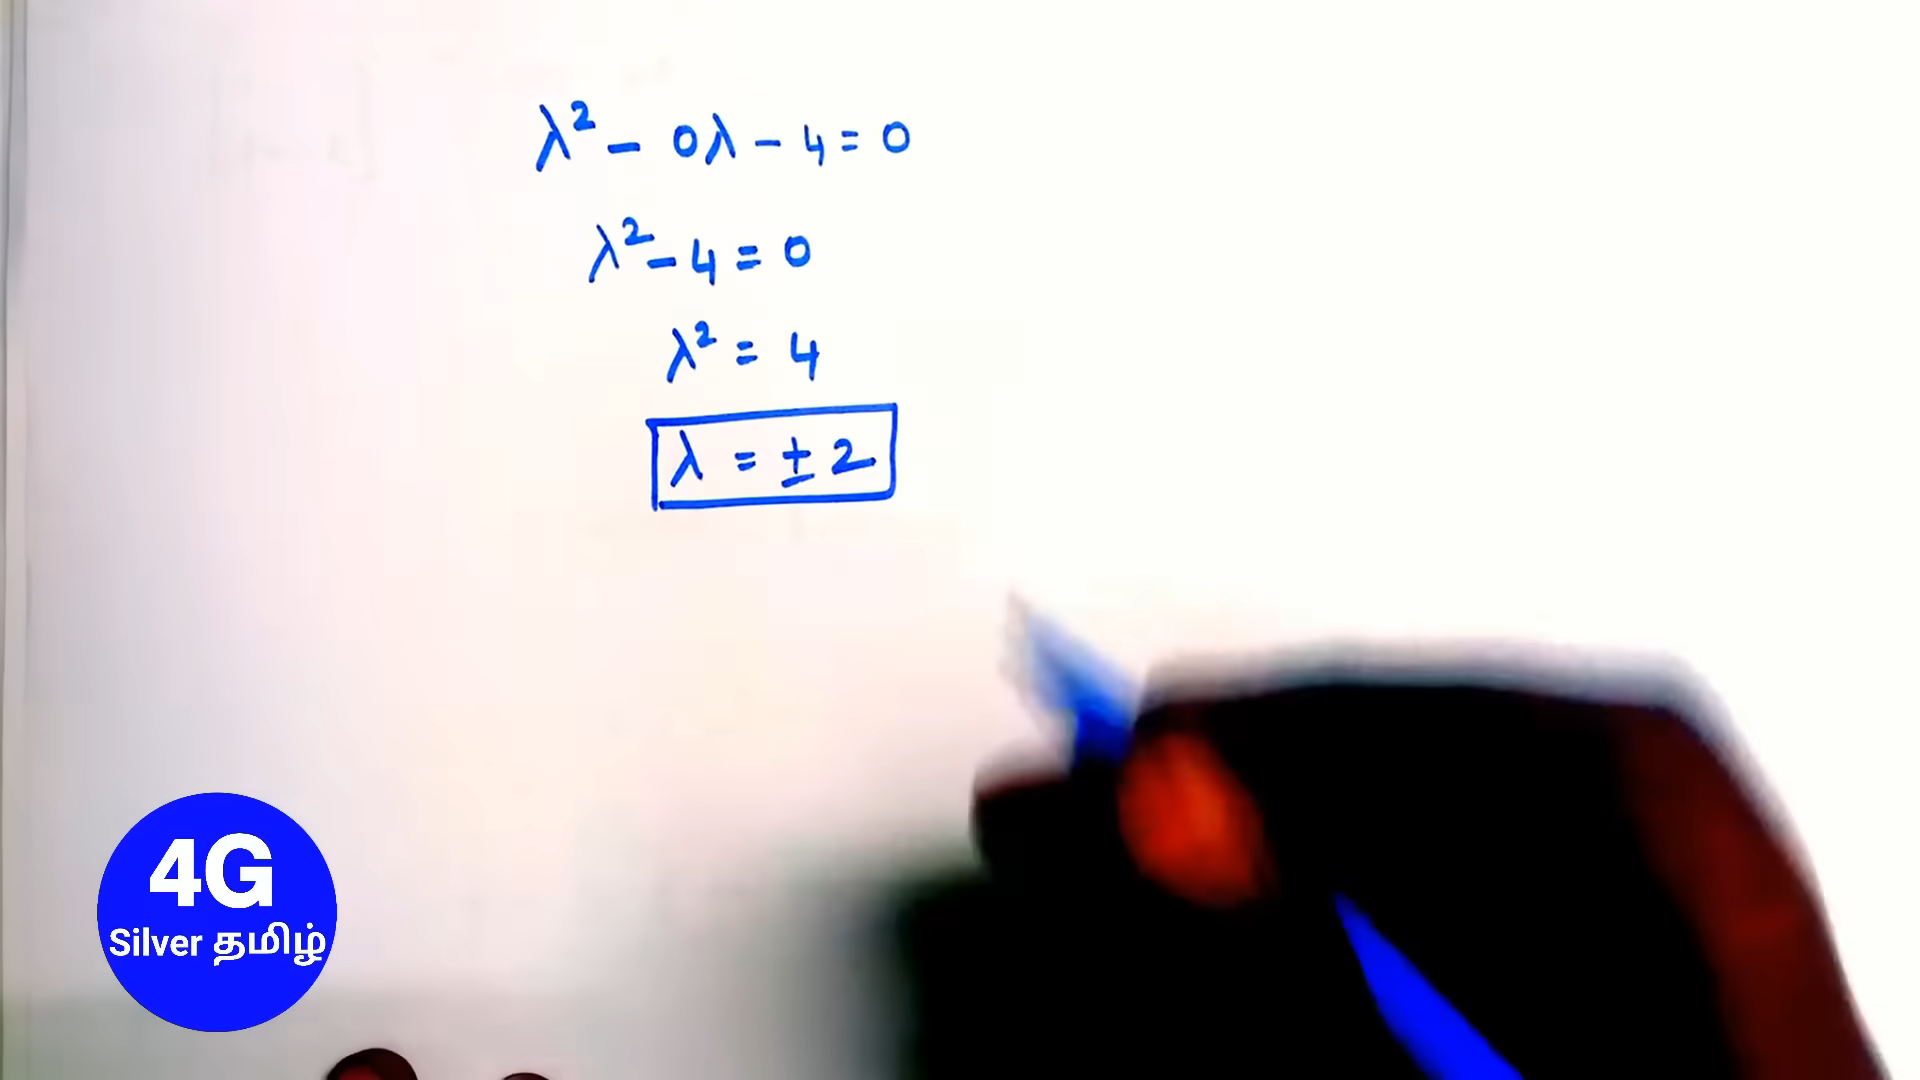 λ² - 0λ - 4 = 0
λ² - 4 = 0
λ² = 4
λ = ± 2
4G
Silver தமிழ்